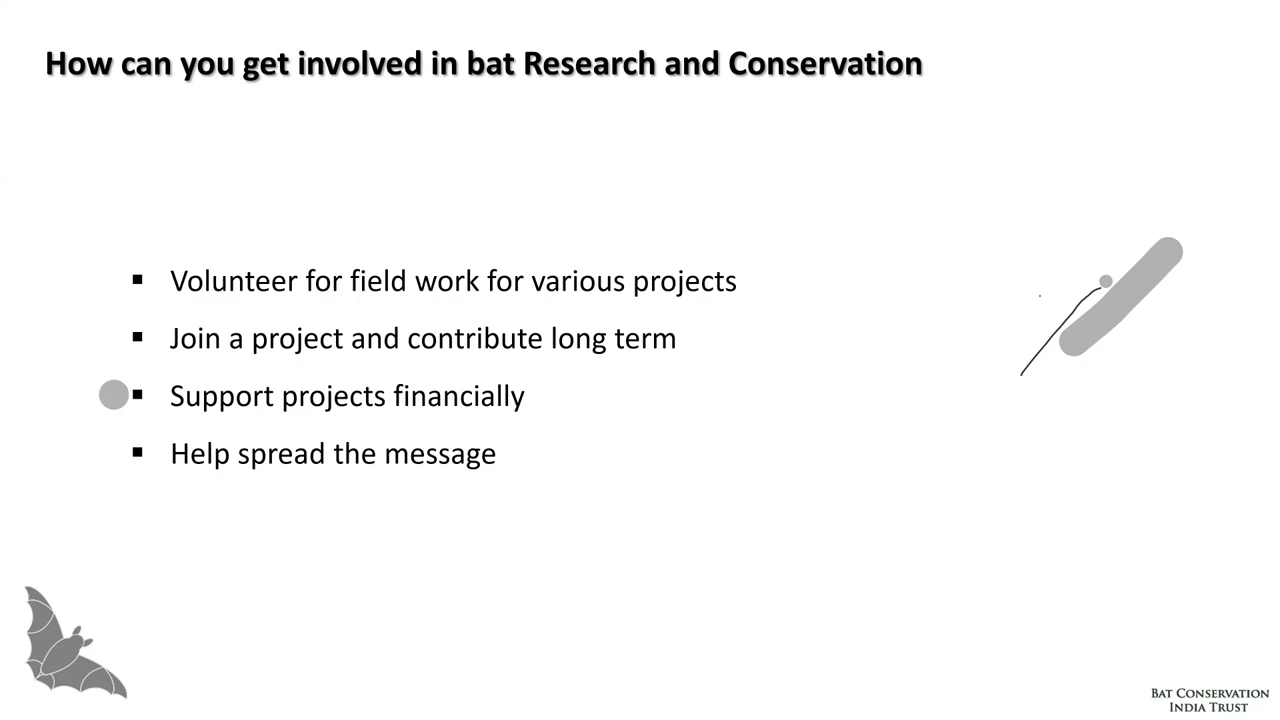 How can you get involved in bat Research and Conservation
▪ Volunteer for field work for various projects
▪ Join a project and contribute long term
▪ Support projects financially
▪ Help spread the message
BAT CONSERVATION
INDIA TRUST